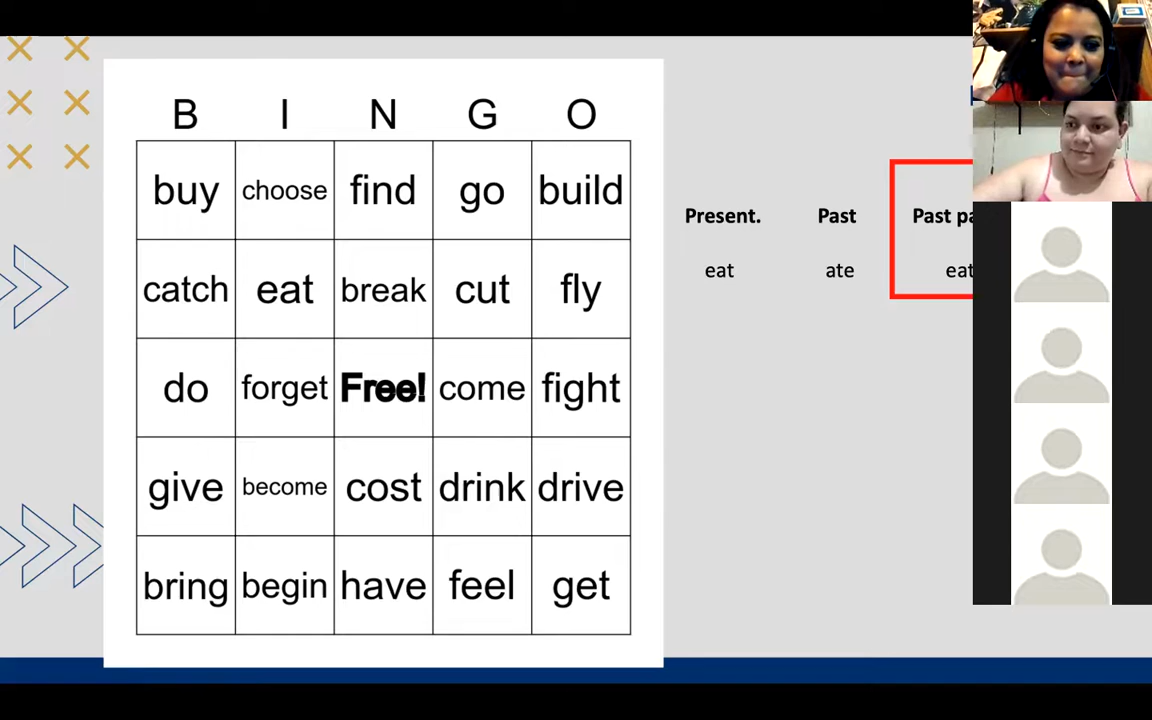 B I N G O
buy choose find go build
catch eat break cut fly
do forget Free! come fight
give become cost drink drive
bring begin have feel get
Present. Past Past
eat ate